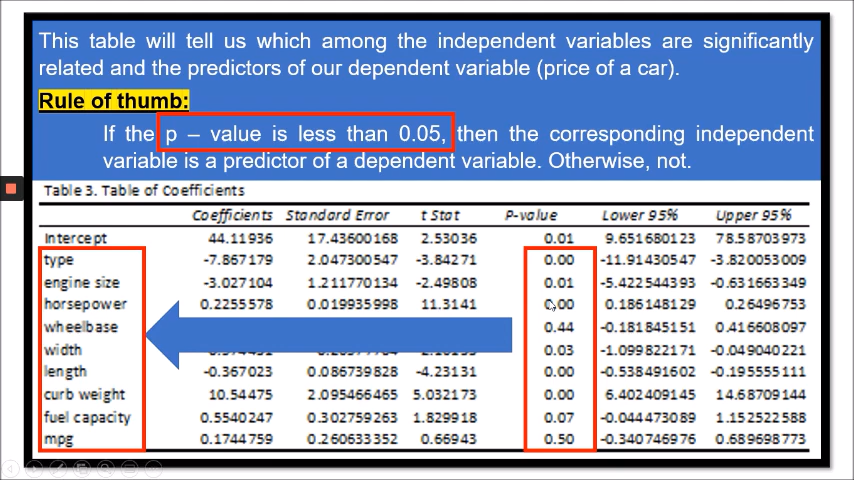 This table will tell us which among the independent variables are significantly
related and the predictors of our dependent variable (price of a car).
Rule of thumb:
If the p – value is less than 0.05, then the corresponding independent
variable is a predictor of a dependent variable. Otherwise, not.
Table 3. Table of Coefficients
Coefficients Standard Error t Stat P-value Lower 95% Upper 95%
Intercept 44.11936 17.43600168 2.53036 0.01 9.651680123 78.58703973
type -7.867179 2.047300547 -3.84271 0.00 -11.91430547 -3.820053009
engine size -3.027104 1.211770134 -2.49808 0.01 -5.422544393 -0.631663349
horsepower 0.2255578 0.019935998 11.3141 0.00 0.186148129 0.26496753
wheelbase 0.44 -0.181845151 0.416608097
width 0.03 -1.099822171 -0.049040221
length -0.367023 0.086739828 -4.23131 0.00 -0.538491602 -0.195555111
curb weight 10.54475 2.095466465 5.032173 0.00 6.402409145 14.68709144
fuel capacity 0.5540247 0.302759263 1.829918 0.07 -0.044473089 1.152522588
mpg 0.1744759 0.260633352 0.66943 0.50 -0.340746976 0.689698773